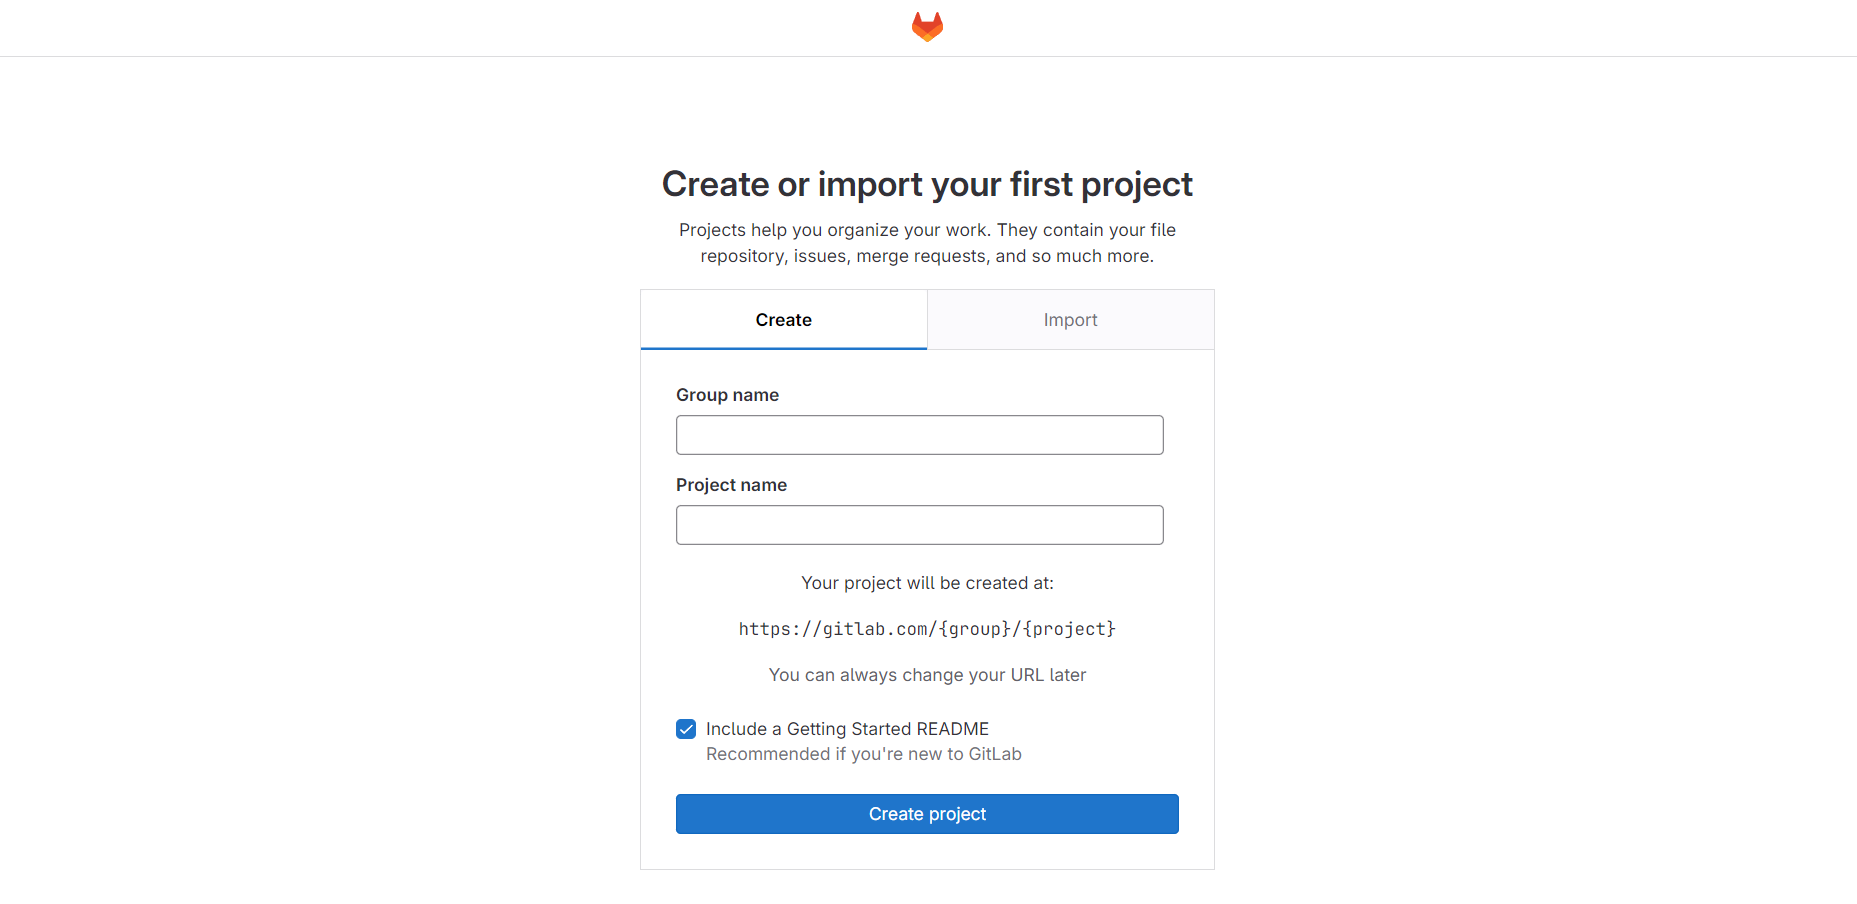 Create or import your first project
Projects help you organize your work. They contain your file
repository, issues, merge requests, and so much more.
Create
Import
Group name
Project name
Your project will be created at:
https://gitlab.com/{group}/{project}
You can always change your URL later
Include a Getting Started README
Recommended if you're new to GitLab
Create project